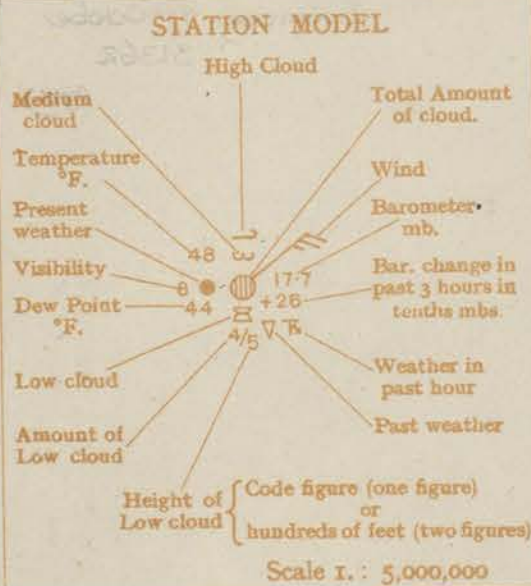 STATION MODEL
High Cloud
Medium
cloud
Total Amount
of cloud.
Temperature
°F.
Wind
Present
weather
Barometer
mb.
48
Visibility
8
17·7
Bar. change in
past 3 hours in
tenths mbs.
Dew Point
°F.
44
+26
4/5
Low cloud
Weather in
past hour
Amount of
Low cloud
Past weather
Height of
Low cloud
Code figure (one figure)
or
hundreds of feet (two figures)
Scale 1. : 5,000,000